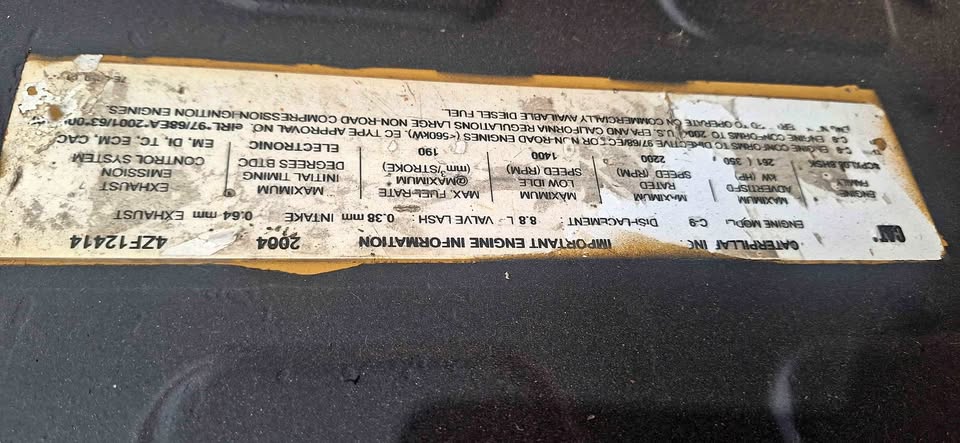 CAT CATERPILLAR INC. IMPORTANT ENGINE INFORMATION 2004 4ZF12414
ENGINE MODEL C-9 DISPLACEMENT 8.8 L VALVE LASH 0.38 mm INTAKE 0.64 mm EXHAUST
ENGINE FAMILY
ADVERTISED kW (HP)
MAXIMUM RATED SPEED (RPM)
MAXIMUM LOW IDLE SPEED (RPM)
MAX. FUEL RATE @MAXIMUM (mm³/STROKE)
MAXIMUM INITIAL TIMING DEGREES BTDC
EXHAUST EMISSION CONTROL SYSTEM
261 ( 350 ) 2200 1400 190 ELECTRONIC EM, DI, TC, ECM, CAC
ENGINE CONFORMS TO DIRECTIVE 97/68/EC FOR NON-ROAD ENGINES (<560kW), EC TYPE APPROVAL NO.
ENGINE CONFORMS TO 2004 U.S. EPA AND CALIFORNIA REGULATIONS LARGE NON-ROAD COMPRESSION-IGNITION ENGINES.
TO OPERATE ON COMMERCIALLY AVAILABLE DIESEL FUEL.